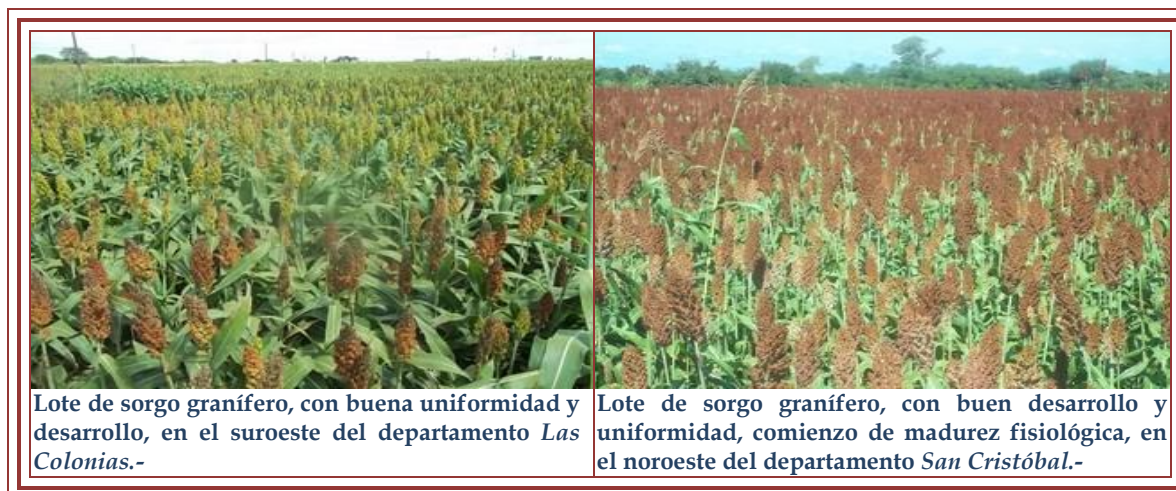 Lote de sorgo granífero, con buena uniformidad y
desarrollo, en el suroeste del departamento Las
Colonias.-
Lote de sorgo granífero, con buen desarrollo y
uniformidad, comienzo de madurez fisiológica, en
el noroeste del departamento San Cristóbal.-